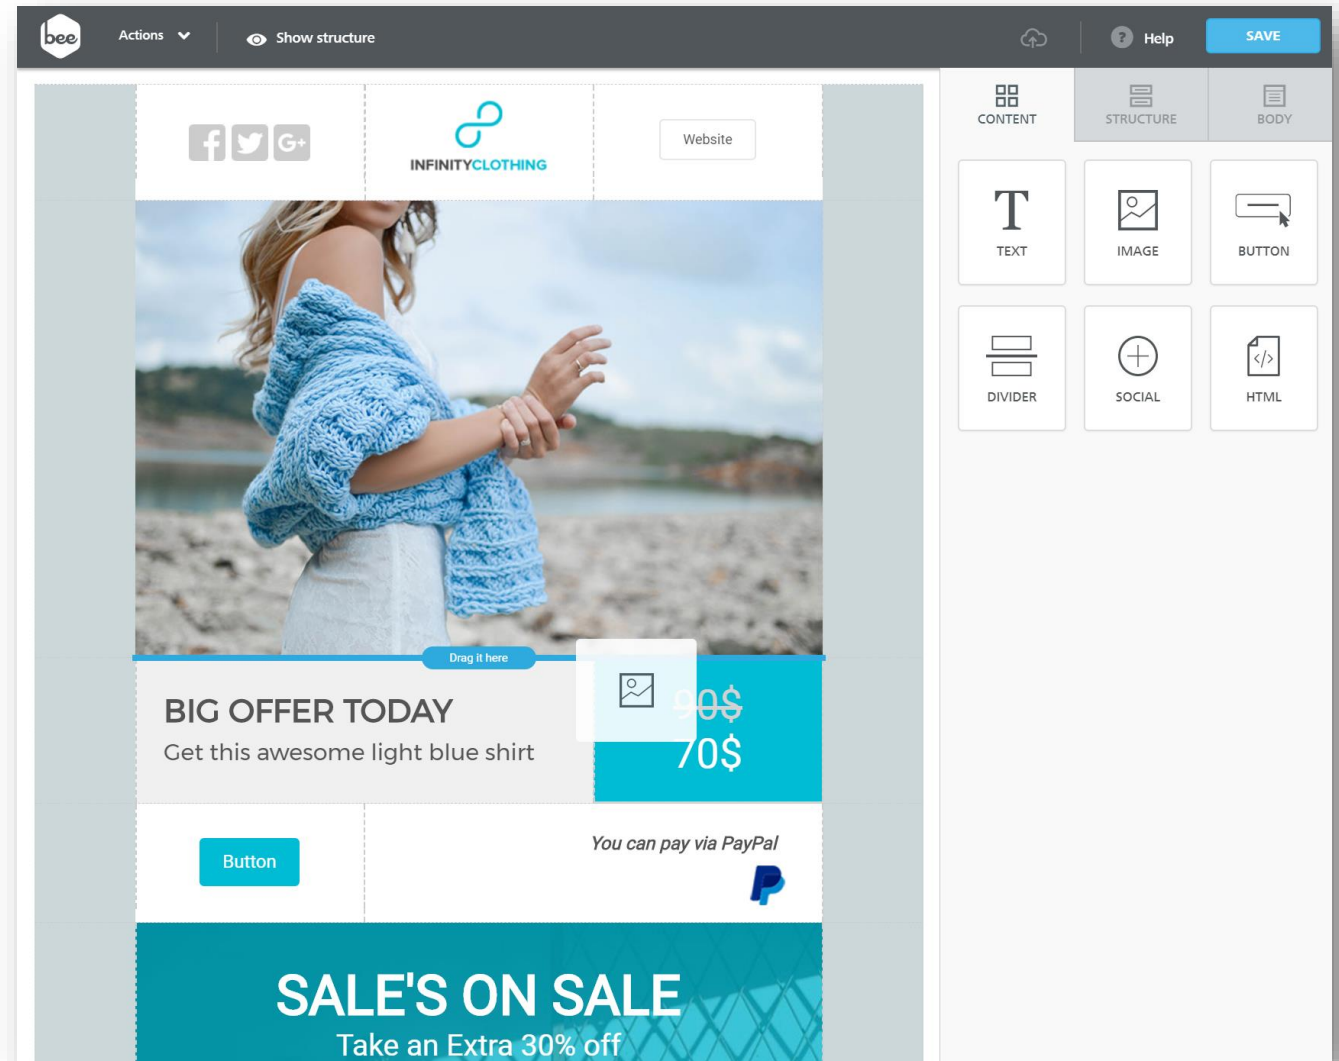 bee
Actions
Show structure
Help
SAVE
CONTENT
STRUCTURE
BODY
f
G+
INFINITYCLOTHING
Website
TEXT
IMAGE
BUTTON
DIVIDER
SOCIAL
</>
HTML
Drag it here
BIG OFFER TODAY
Get this awesome light blue shirt
90$
70$
Button
You can pay via PayPal
SALE'S ON SALE
Take an Extra 30% off